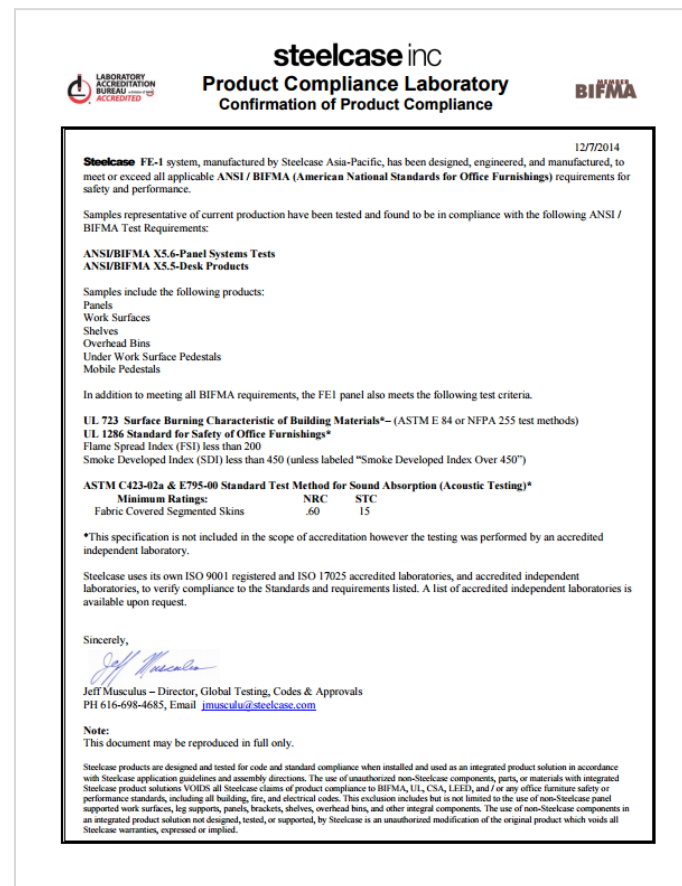 steelcase inc
LABORATORY
ACCREDITATION
BUREAU
ACCREDITED
Product Compliance Laboratory
Confirmation of Product Compliance
MEMBER
BIFMA
12/7/2014
Steelcase FE-1 system, manufactured by Steelcase Asia-Pacific, has been designed, engineered, and manufactured, to
meet or exceed all applicable ANSI / BIFMA (American National Standards for Office Furnishings) requirements for
safety and performance.
Samples representative of current production have been tested and found to be in compliance with the following ANSI /
BIFMA Test Requirements:
ANSI/BIFMA X5.6-Panel Systems Tests
ANSI/BIFMA X5.5-Desk Products
Samples include the following products:
Panels
Work Surfaces
Shelves
Overhead Bins
Under Work Surface Pedestals
Mobile Pedestals
In addition to meeting all BIFMA requirements, the FE1 panel also meets the following test criteria.
UL 723 Surface Burning Characteristic of Building Materials*– (ASTM E 84 or NFPA 255 test methods)
UL 1286 Standard for Safety of Office Furnishings*
Flame Spread Index (FSI) less than 200
Smoke Developed Index (SDI) less than 450 (unless labeled “Smoke Developed Index Over 450”)
ASTM C423-02a & E795-00 Standard Test Method for Sound Absorption (Acoustic Testing)*
Minimum Ratings: NRC STC
Fabric Covered Segmented Skins .60 15
*This specification is not included in the scope of accreditation however the testing was performed by an accredited
independent laboratory.
Steelcase uses its own ISO 9001 registered and ISO 17025 accredited laboratories, and accredited independent
laboratories, to verify compliance to the Standards and requirements listed. A list of accredited independent laboratories is
available upon request.
Sincerely,
Jeff Musculus
Jeff Musculus – Director, Global Testing, Codes & Approvals
PH 616-698-4685, Email jmusculu@steelcase.com
Note:
This document may be reproduced in full only.
Steelcase products are designed and tested for code and standard compliance when installed and used as an integrated product solution in accordance
with Steelcase application guidelines and assembly directions. The use of unauthorized non-Steelcase components, parts, or materials with integrated
Steelcase product solutions VOIDS all Steelcase claims of product compliance to BIFMA, UL, CSA, LEED, and / or any office furniture safety or
performance standards, including all building, fire, and electrical codes. This exclusion includes but is not limited to the use of non-Steelcase panel
supported work surfaces, leg supports, panels, brackets, shelves, overhead bins, and other integral components. The use of non-Steelcase components in
an integrated product solution not designed, tested, or supported, by Steelcase is an unauthorized modification of the original product which voids all
Steelcase warranties, expressed or implied.